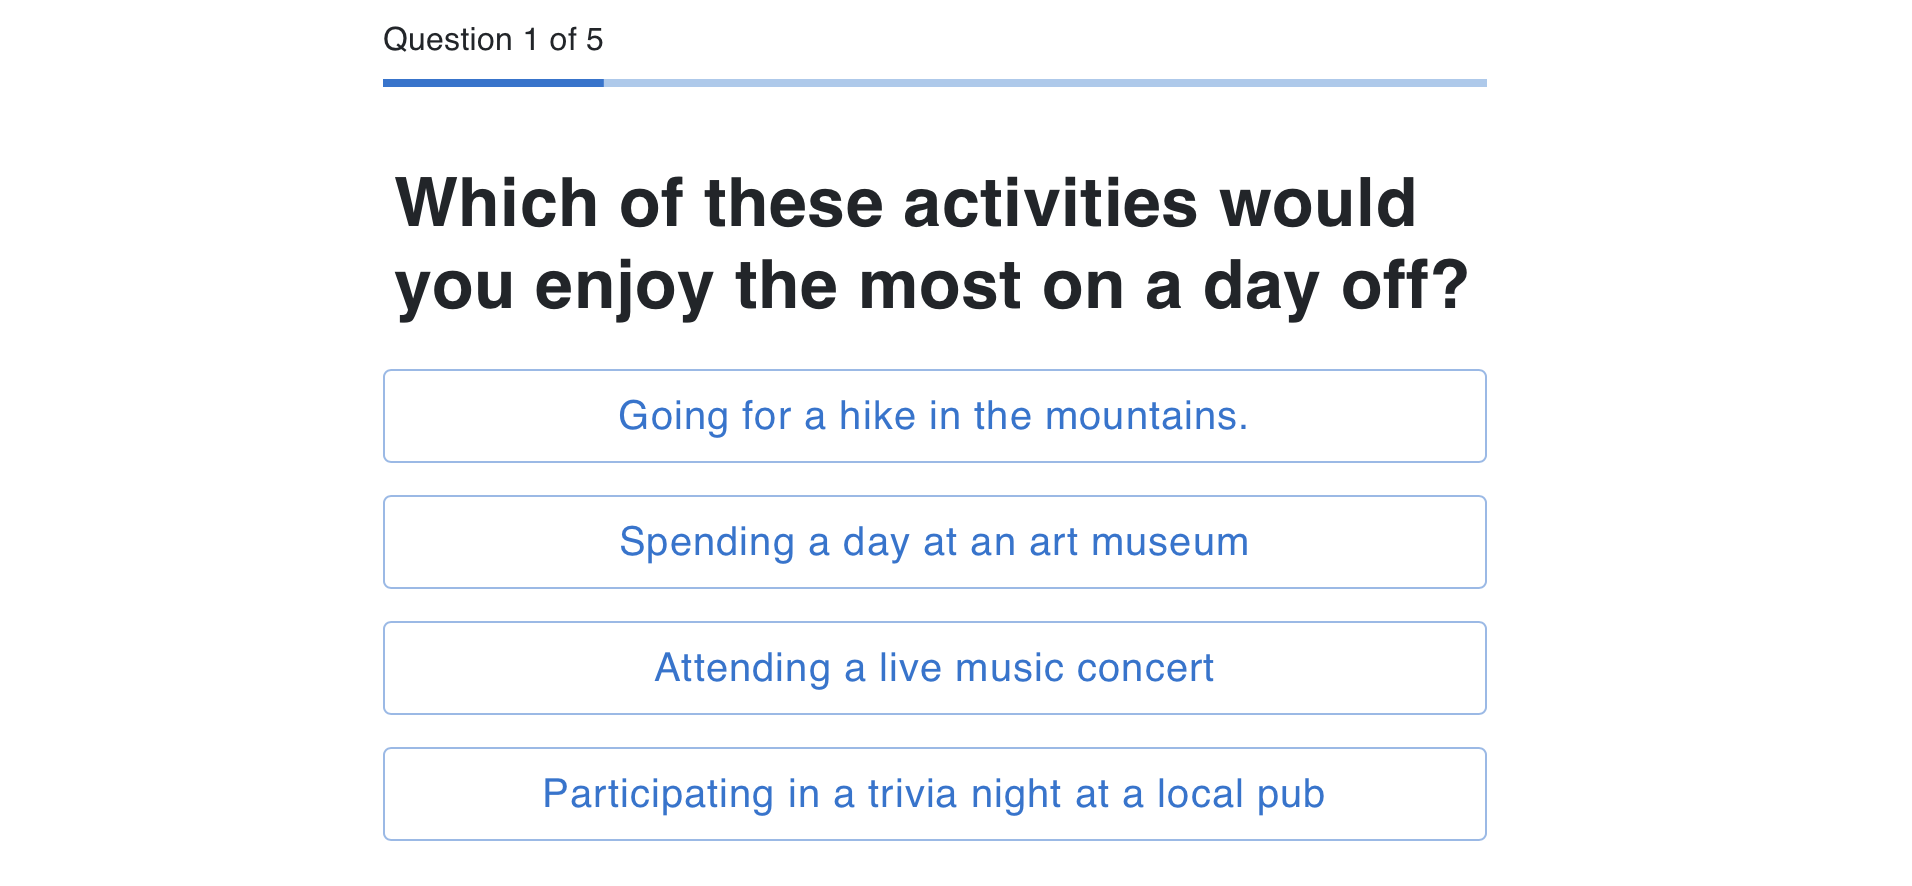 Question 1 of 5
Which of these activities would
you enjoy the most on a day off?
Going for a hike in the mountains.
Spending a day at an art museum
Attending a live music concert
Participating in a trivia night at a local pub